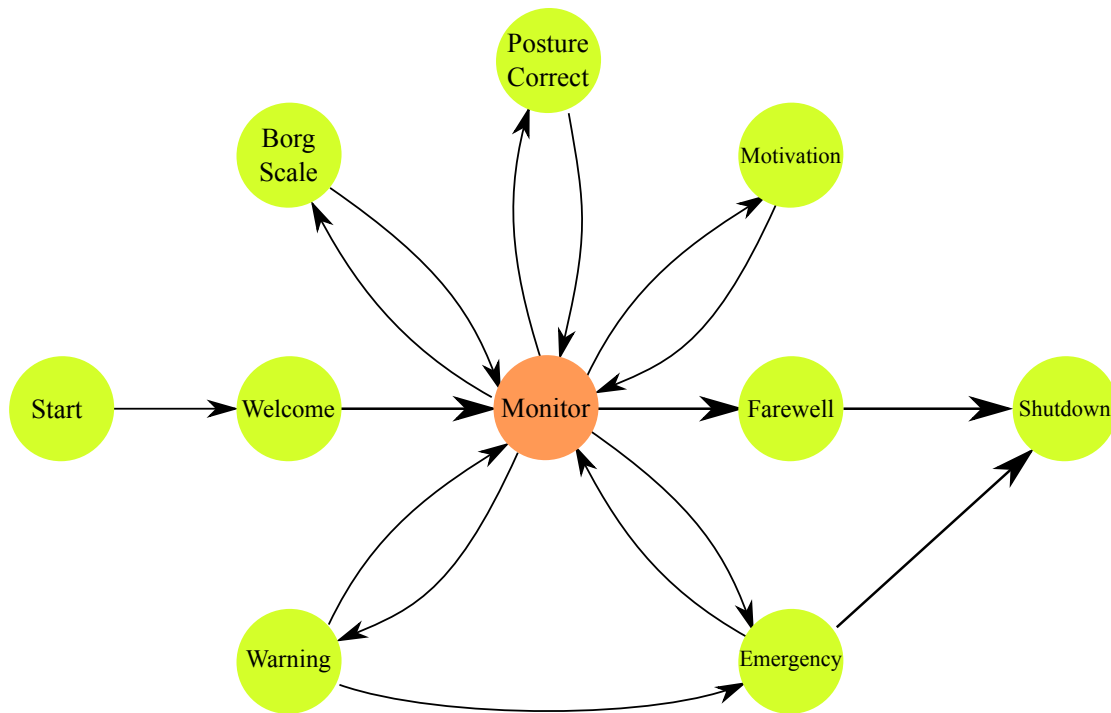 Posture
Correct
Borg
Scale
Motivation
Start
Welcome
Monitor
Farewell
Shutdown
Warning
Emergency